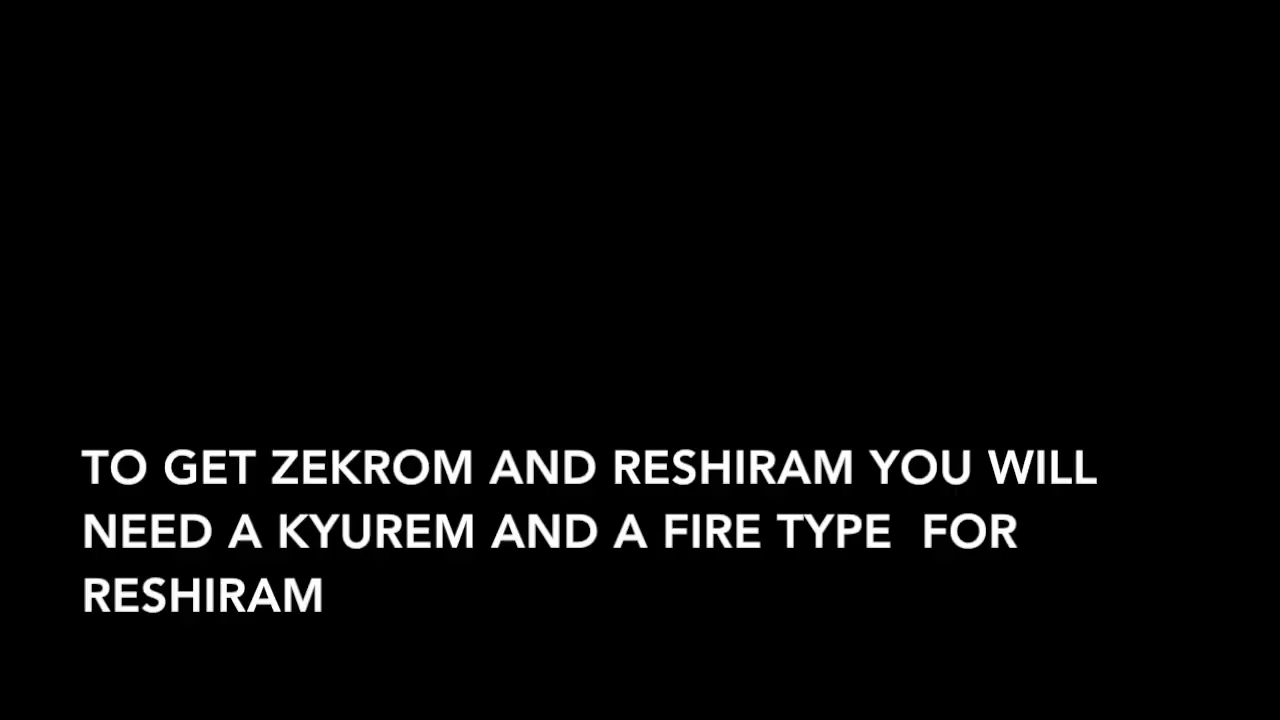 TO GET ZEKROM AND RESHIRAM YOU WILL
NEED A KYUREM AND A FIRE TYPE  FOR
RESHIRAM